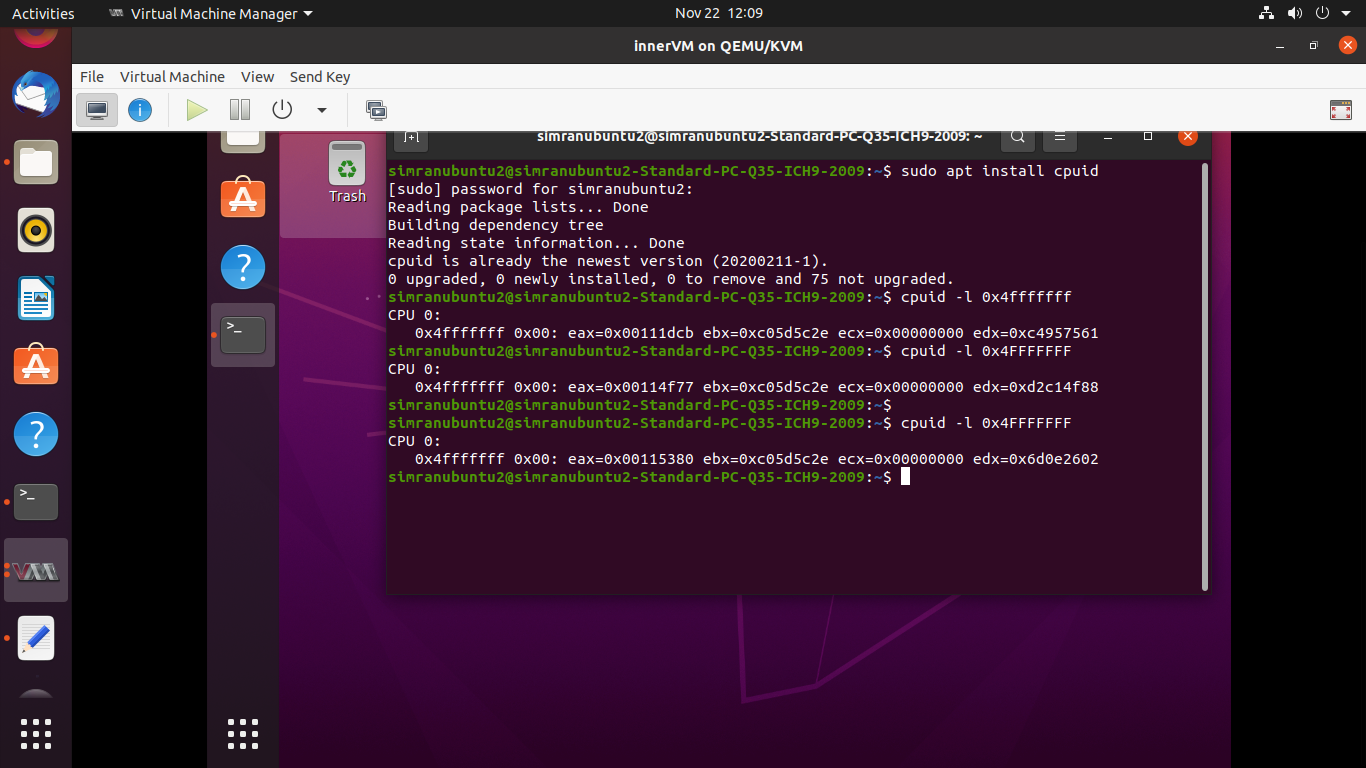 Activities Virtual Machine Manager Nov 22 12:09
innerVM on QEMU/KVM
File Virtual Machine View Send Key
simranubuntu2@simranubuntu2-Standard-PC-Q35-ICH9-2009: ~
Trash
simranubuntu2@simranubuntu2-Standard-PC-Q35-ICH9-2009:~$ sudo apt install cpuid
[sudo] password for simranubuntu2:
Reading package lists... Done
Building dependency tree
Reading state information... Done
cpuid is already the newest version (20200211-1).
0 upgraded, 0 newly installed, 0 to remove and 75 not upgraded.
simranubuntu2@simranubuntu2-Standard-PC-Q35-ICH9-2009:~$ cpuid -l 0x4fffffff
CPU 0:
0x4fffffff 0x00: eax=0x00111dcb ebx=0xc05d5c2e ecx=0x00000000 edx=0xc4957561
simranubuntu2@simranubuntu2-Standard-PC-Q35-ICH9-2009:~$ cpuid -l 0x4FFFFFFF
CPU 0:
0x4fffffff 0x00: eax=0x00114f77 ebx=0xc05d5c2e ecx=0x00000000 edx=0xd2c14f88
simranubuntu2@simranubuntu2-Standard-PC-Q35-ICH9-2009:~$
simranubuntu2@simranubuntu2-Standard-PC-Q35-ICH9-2009:~$ cpuid -l 0x4FFFFFFF
CPU 0:
0x4fffffff 0x00: eax=0x00115380 ebx=0xc05d5c2e ecx=0x00000000 edx=0x6d0e2602
simranubuntu2@simranubuntu2-Standard-PC-Q35-ICH9-2009:~$